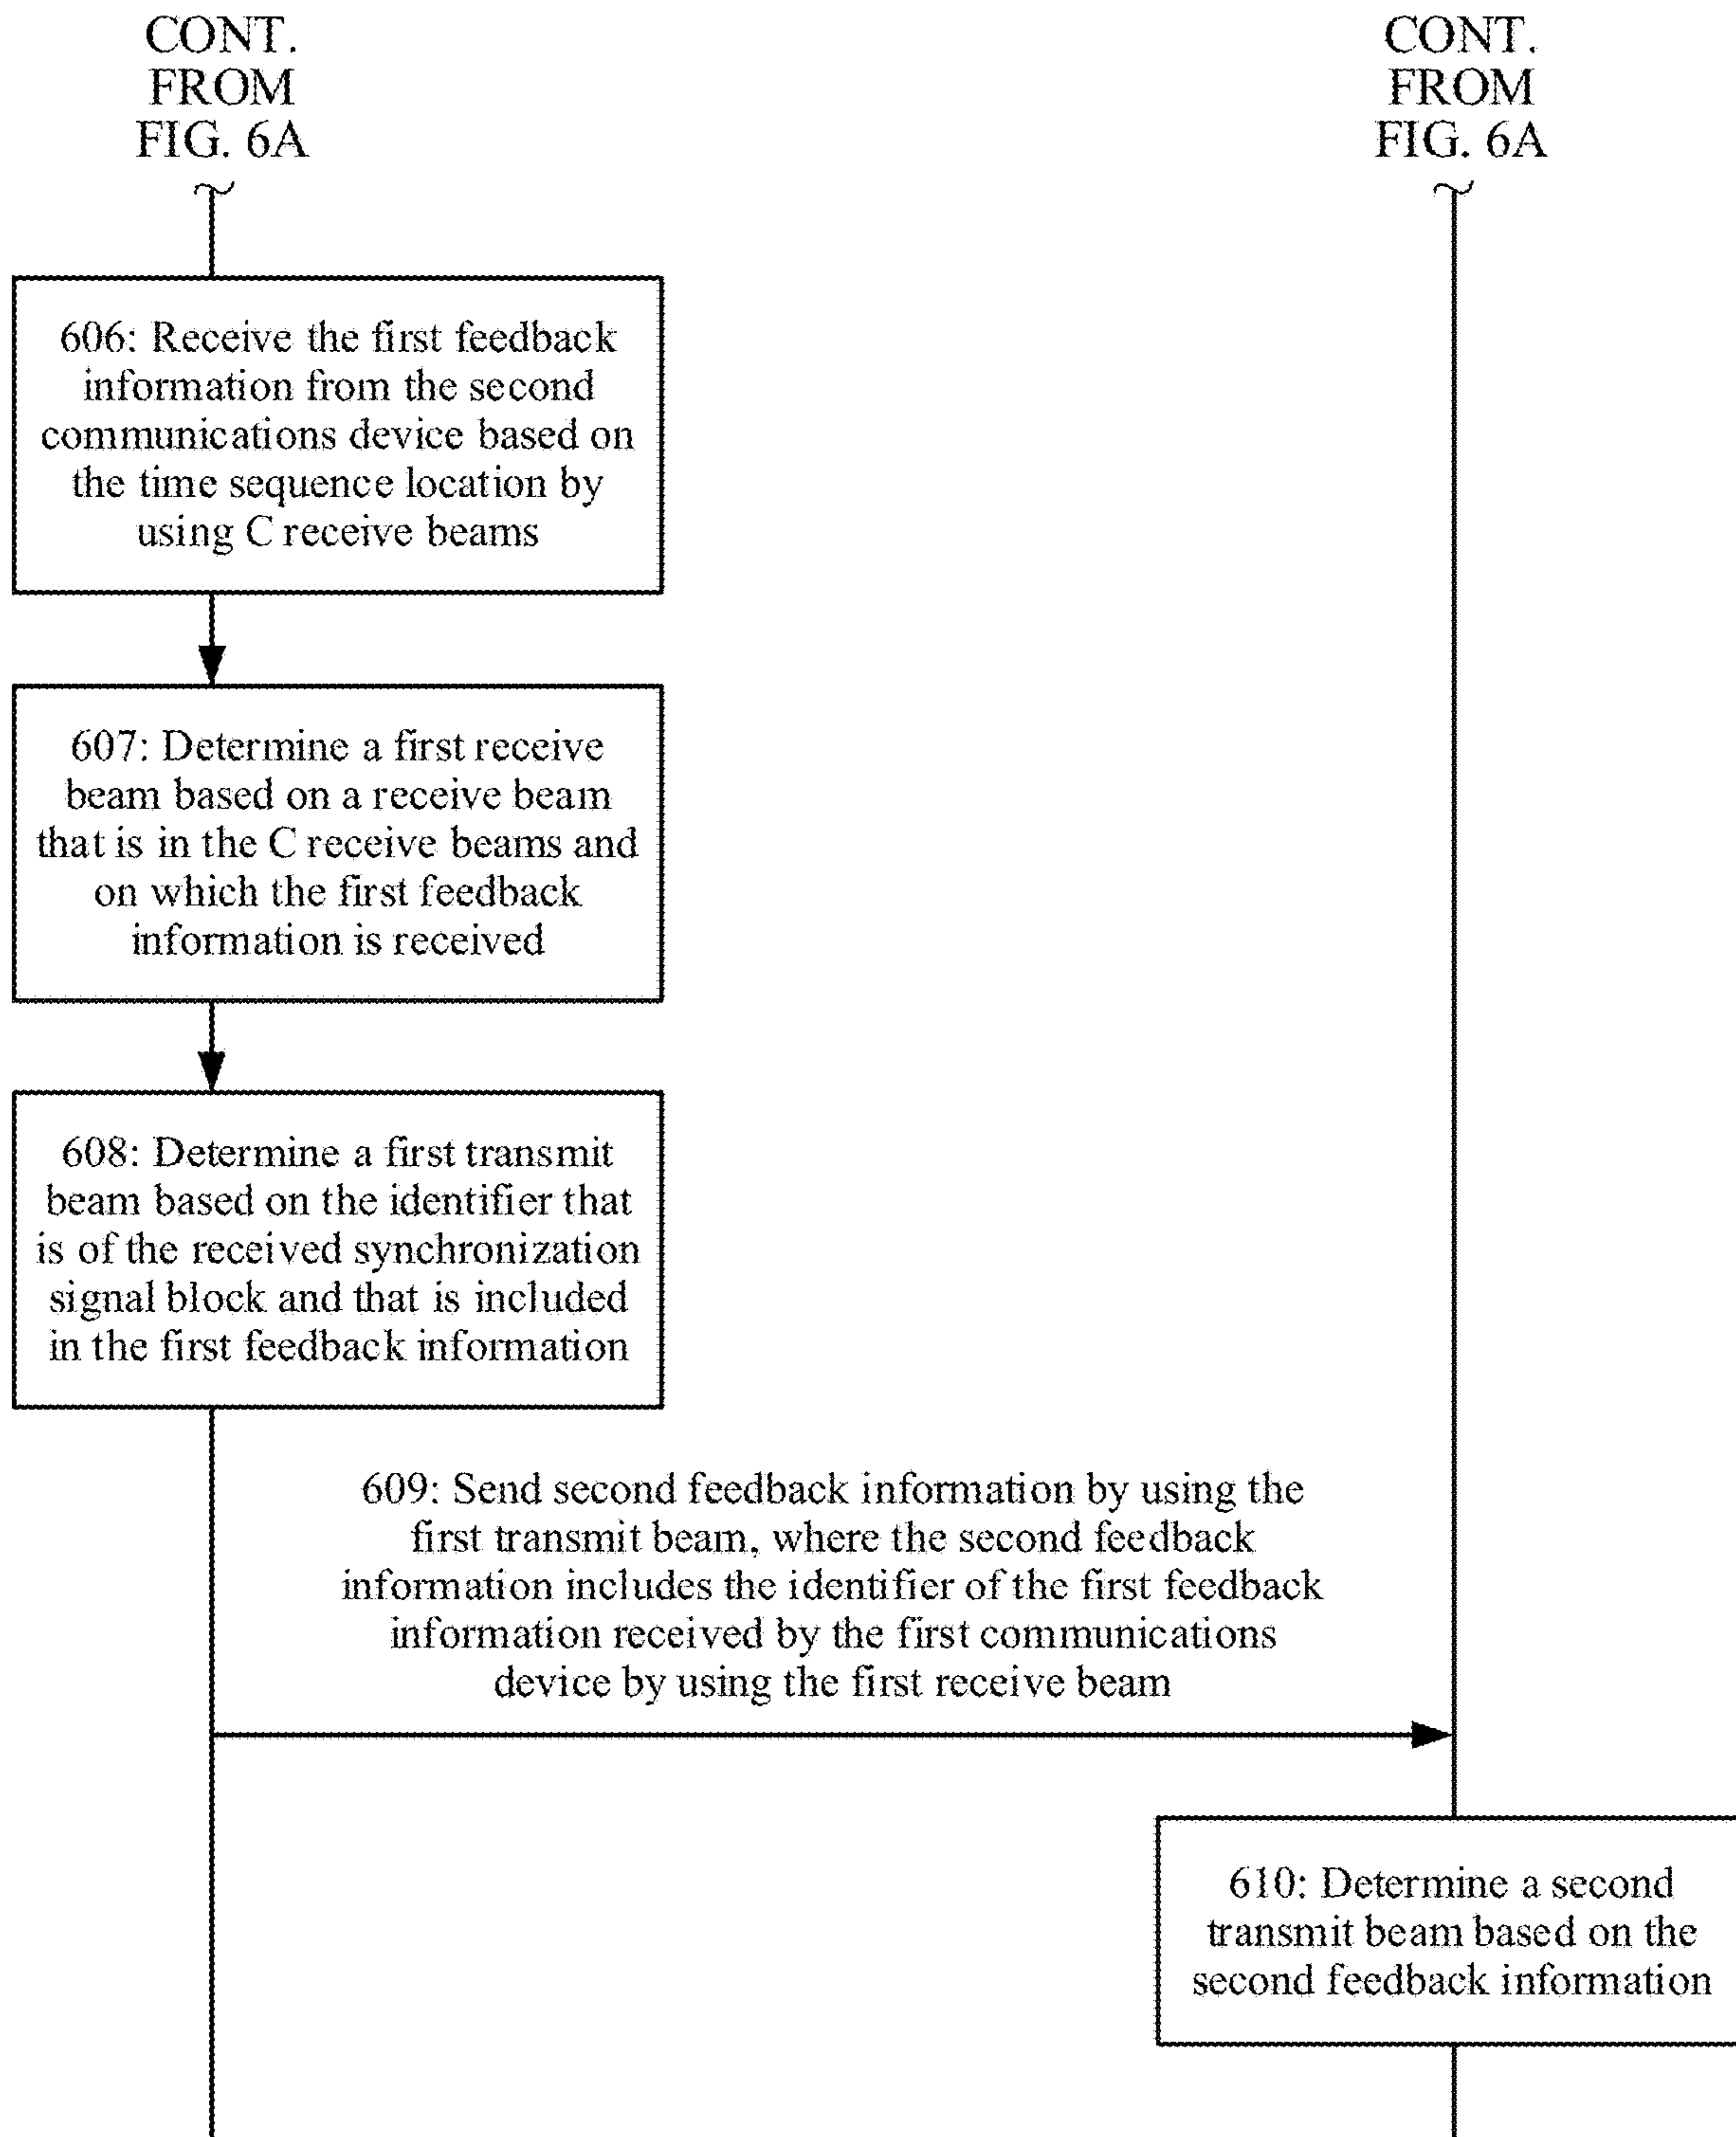 CONT.
FROM
FIG. 6A
CONT.
FROM
FIG. 6A
606: Receive the first feedback
information from the second
communications device based on
the time sequence location by
using C receive beams
607: Determine a first receive
beam based on a receive beam
that is in the C receive beams and
on which the first feedback
information is received
608: Determine a first transmit
beam based on the identifier that
is of the received synchronization
signal block and that is included
in the first feedback information
609: Send second feedback information by using the
first transmit beam, where the second feedback
information includes the identifier of the first feedback
information received by the first communications
device by using the first receive beam
610: Determine a second
transmit beam based on the
second feedback information